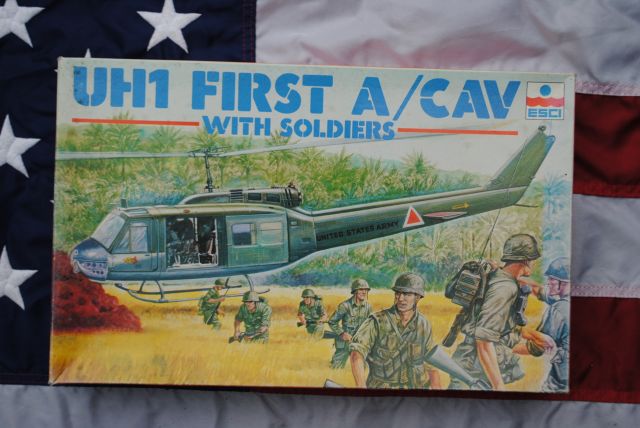 UH1 FIRST A/CAV
WITH SOLDIERS
ESCI
UNITED STATES ARMY